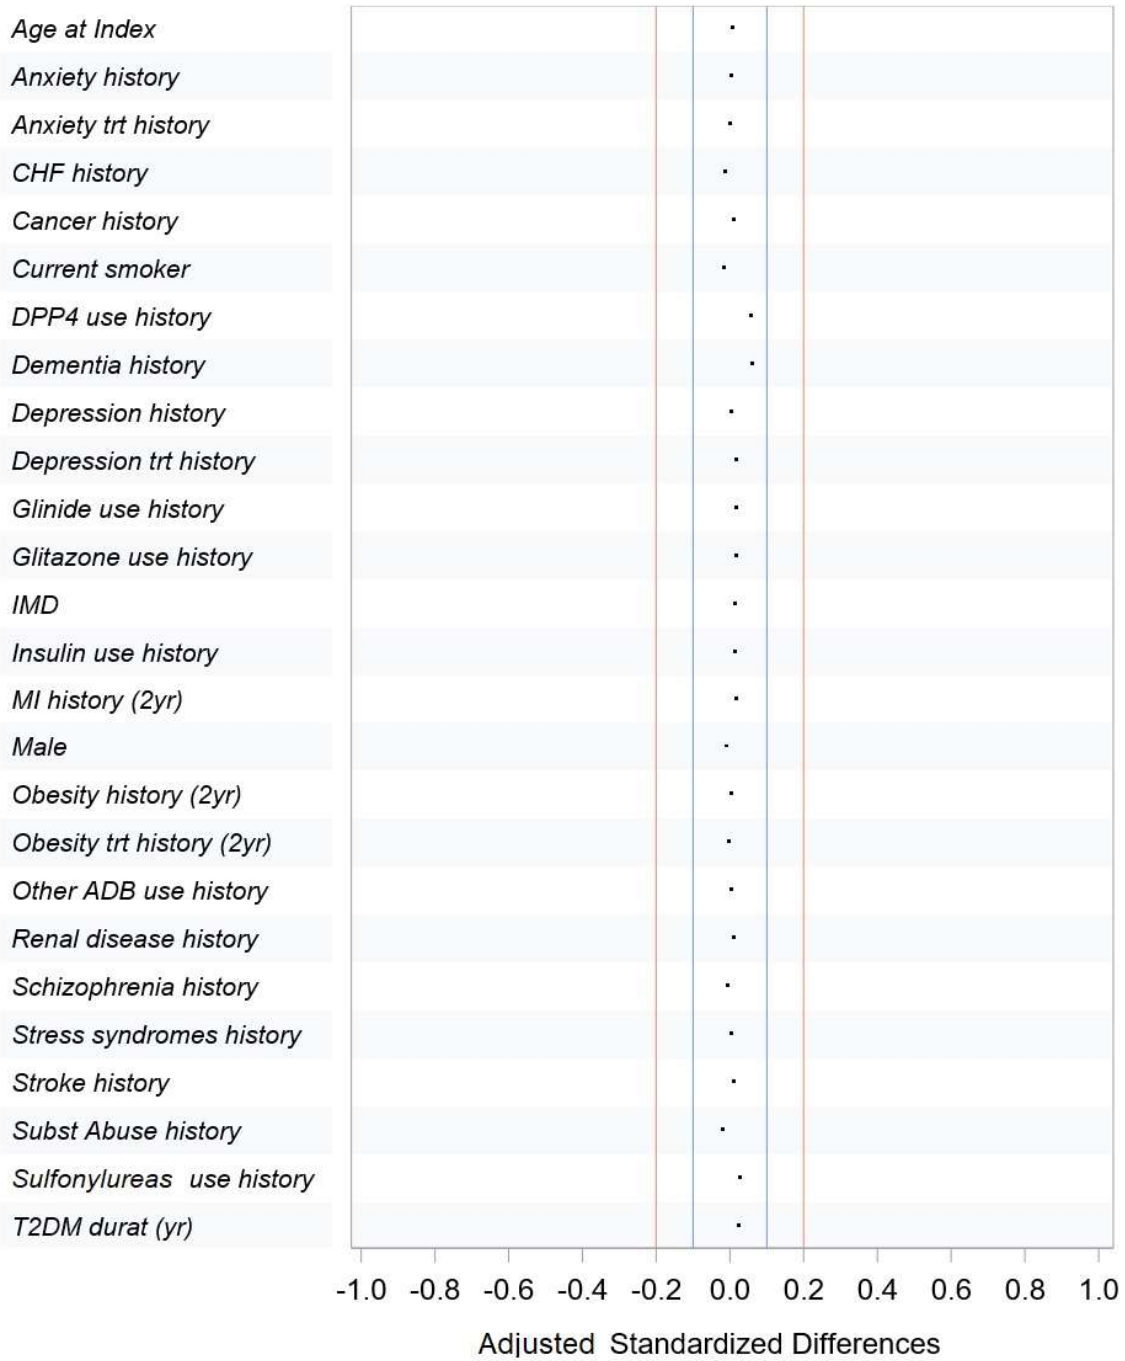 Age at Index
Anxiety history
Anxiety trt history
CHF history
Cancer history
Current smoker
DPP4 use history
Dementia history
Depression history
Depression trt history
Glinide use history
Glitazone use history
IMD
Insulin use history
MI history (2yr)
Male
Obesity history (2yr)
Obesity trt history (2yr)
Other ADB use history
Renal disease history
Schizophrenia history
Stress syndromes history
Stroke history
Subst Abuse history
Sulfonylureas use history
T2DM durat (yr)
-1.0 -0.8 -0.6 -0.4 -0.2 0.0 0.2 0.4 0.6 0.8 1.0
Adjusted Standardized Differences